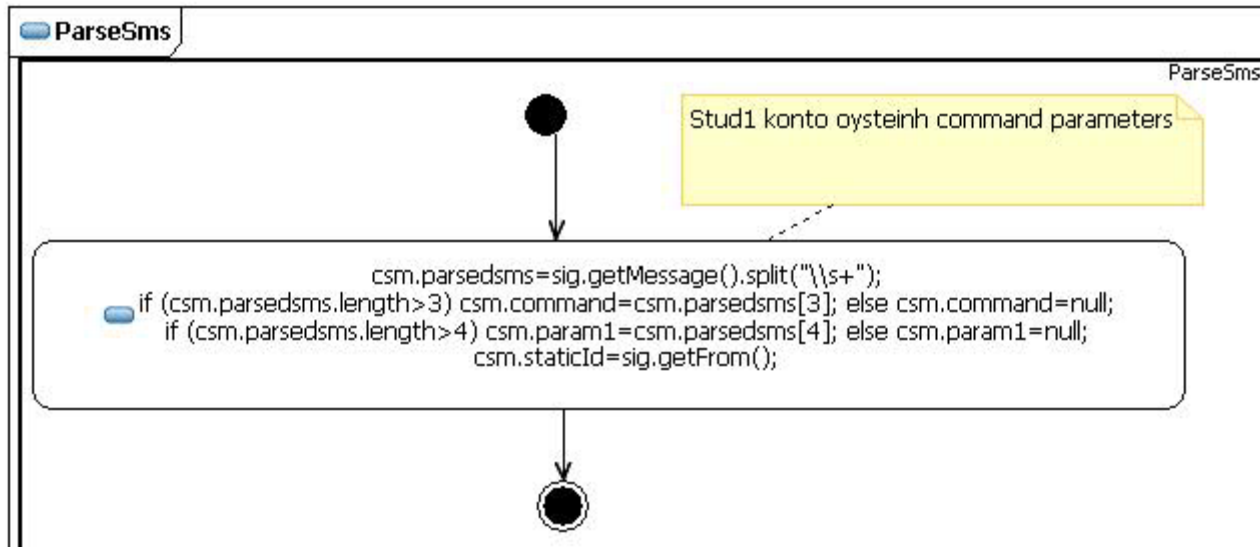 ParseSms
ParseSms
Stud1 konto oysteinh command parameters
csm.parsedsms=sig.getMessage().split("\\s+");
if (csm.parsedsms.length>3) csm.command=csm.parsedsms[3]; else csm.command=null;
if (csm.parsedsms.length>4) csm.param1=csm.parsedsms[4]; else csm.param1=null;
csm.staticId=sig.getFrom();